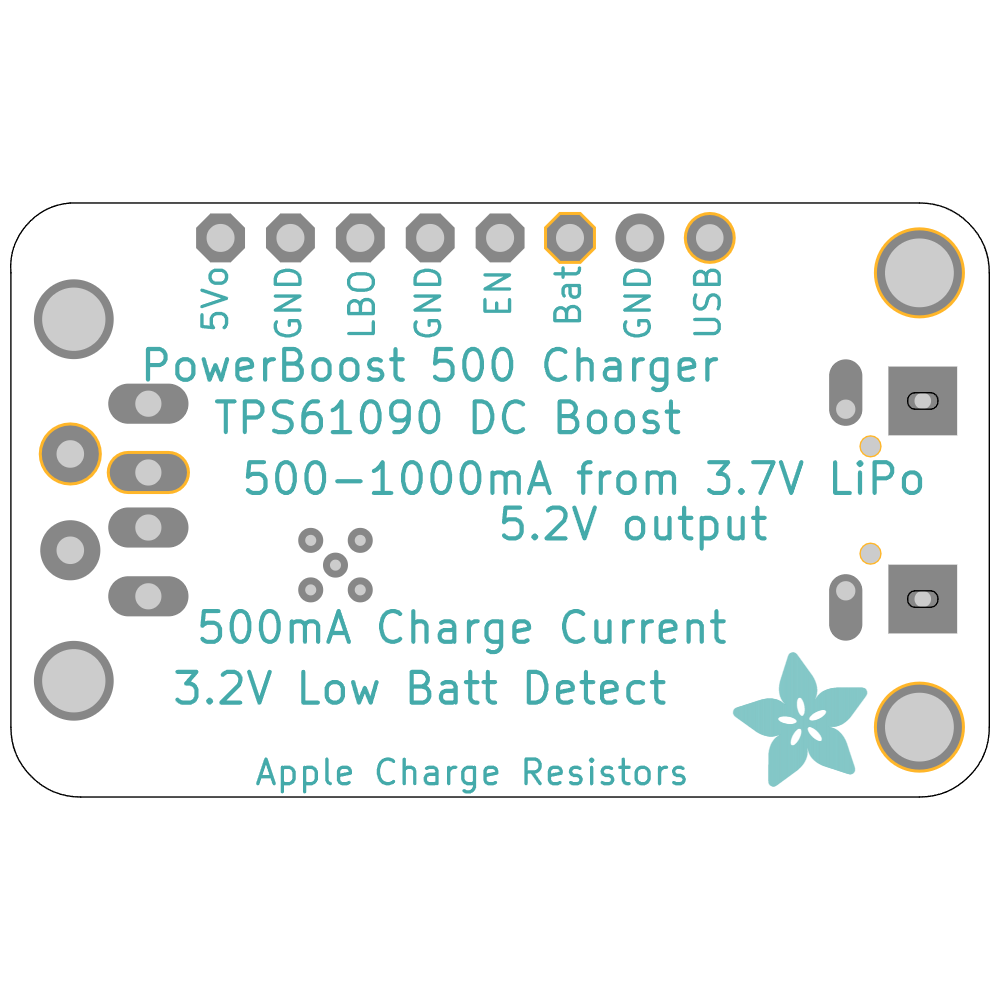 5Vo
GND
LBO
GND
EN
Bat
GND
USB
PowerBoost 500 Charger
TPS61090 DC Boost
500-1000mA from 3.7V LiPo
5.2V output
500mA Charge Current
3.2V Low Batt Detect
Apple Charge Resistors